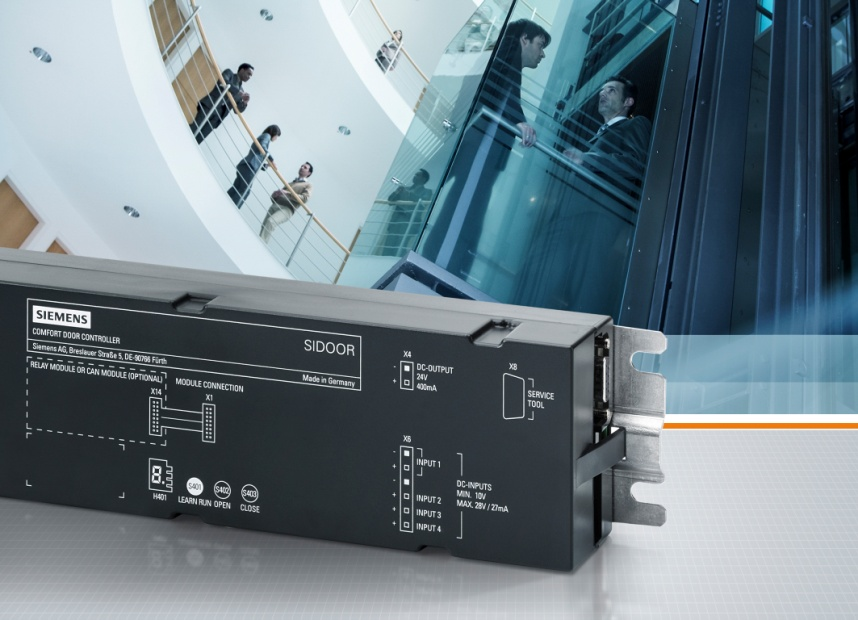 SIEMENS
COMFORT DOOR CONTROLLER
SIDOOR
Siemens AG, Breslauer Straße 5, DE-90766 Fürth
Made in Germany
RELAY MODULE OR CAN MODULE (OPTIONAL)
MODULE CONNECTION
X14
X1
8.
H401
S401
LEARN RUN
S402
OPEN
S403
CLOSE
X4
+
DC-OUTPUT
24V
400mA
X8
SERVICE
TOOL
X6
-
+
INPUT 1
-
+
INPUT 2
+
INPUT 3
+
INPUT 4
DC-INPUTS
MIN. 10V
MAX. 28V / 27mA